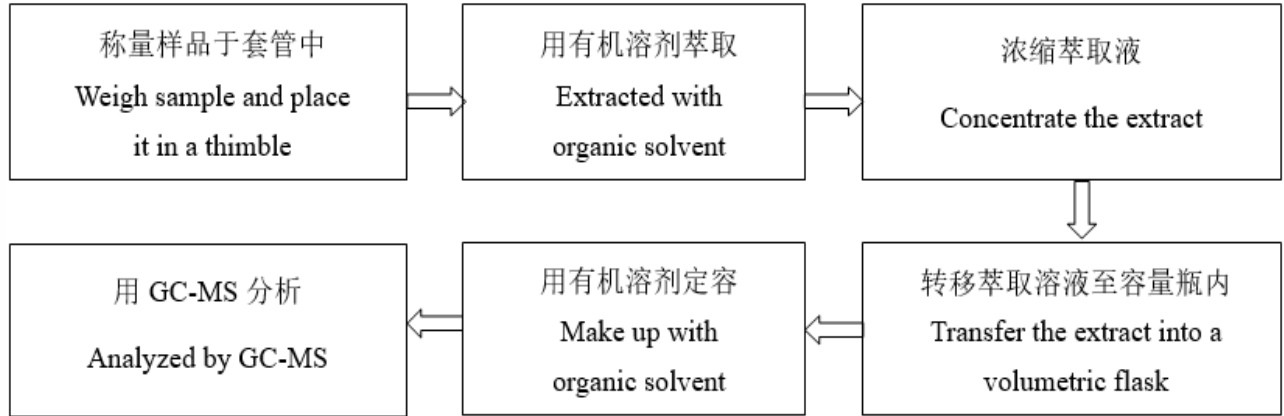 称量样品于套管中
Weigh sample and place
it in a thimble
用有机溶剂萃取
Extracted with
organic solvent
浓缩萃取液
Concentrate the extract
转移萃取溶液至容量瓶内
Transfer the extract into a
volumetric flask
用有机溶剂定容
Make up with
organic solvent
用 GC-MS 分析
Analyzed by GC-MS